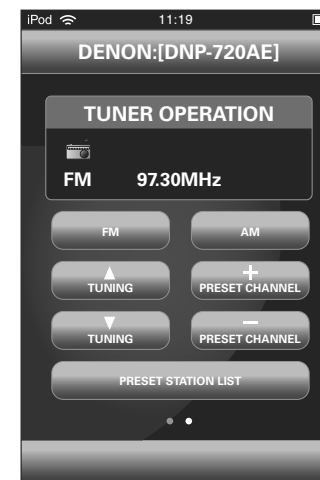 iPod 11:19
DENON:[DNP-720AE]
TUNER OPERATION
FM 97.30MHz
FM AM
TUNING PRESET CHANNEL
TUNING PRESET CHANNEL
PRESET STATION LIST